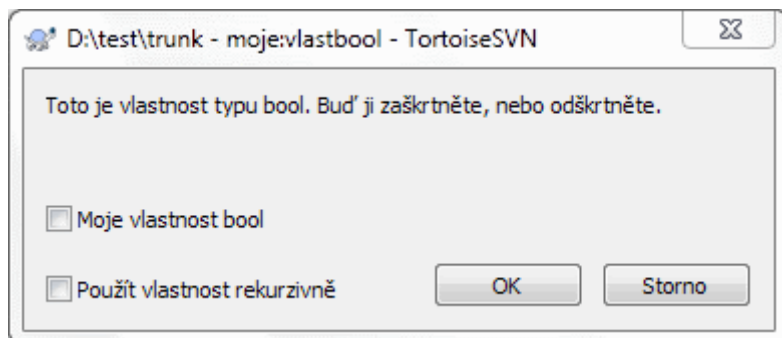 D:\test\trunk - moje:vlastbool - TortoiseSVN
Toto je vlastnost typu bool. Buď ji zaškrtněte, nebo odškrtněte.
Moje vlastnost bool
Použít vlastnost rekurzivně
OK
Storno